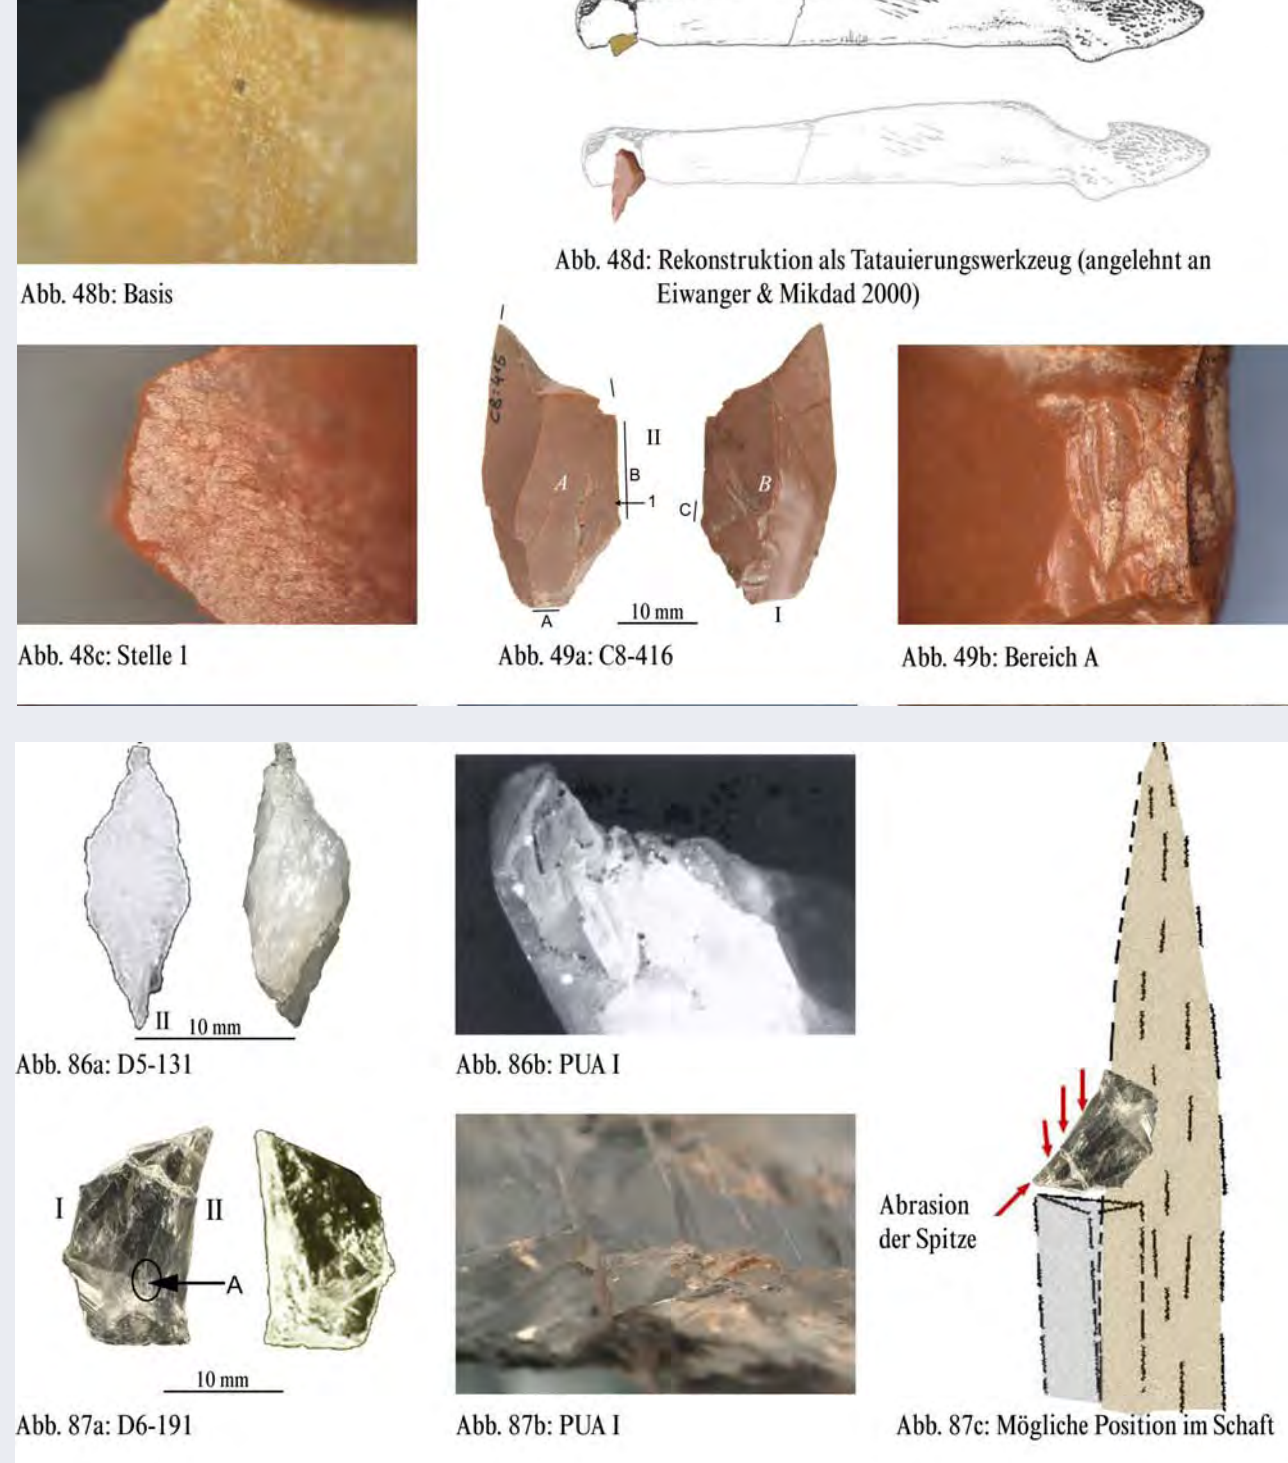 Abb. 48b: Basis
Abb. 48d: Rekonstruktion als Tatauierungswerkzeug (angelehnt an
Eiwanger & Mikdad 2000)
C8-416
A
II
B
1
A
10 mm
B
C
I
Abb. 48c: Stelle 1
Abb. 49a: C8-416
Abb. 49b: Bereich A
II
10 mm
Abb. 86a: D5-131
Abb. 86b: PUA I
I
II
A
10 mm
Abrasion
der Spitze
Abb. 87a: D6-191
Abb. 87b: PUA I
Abb. 87c: Mögliche Position im Schaft